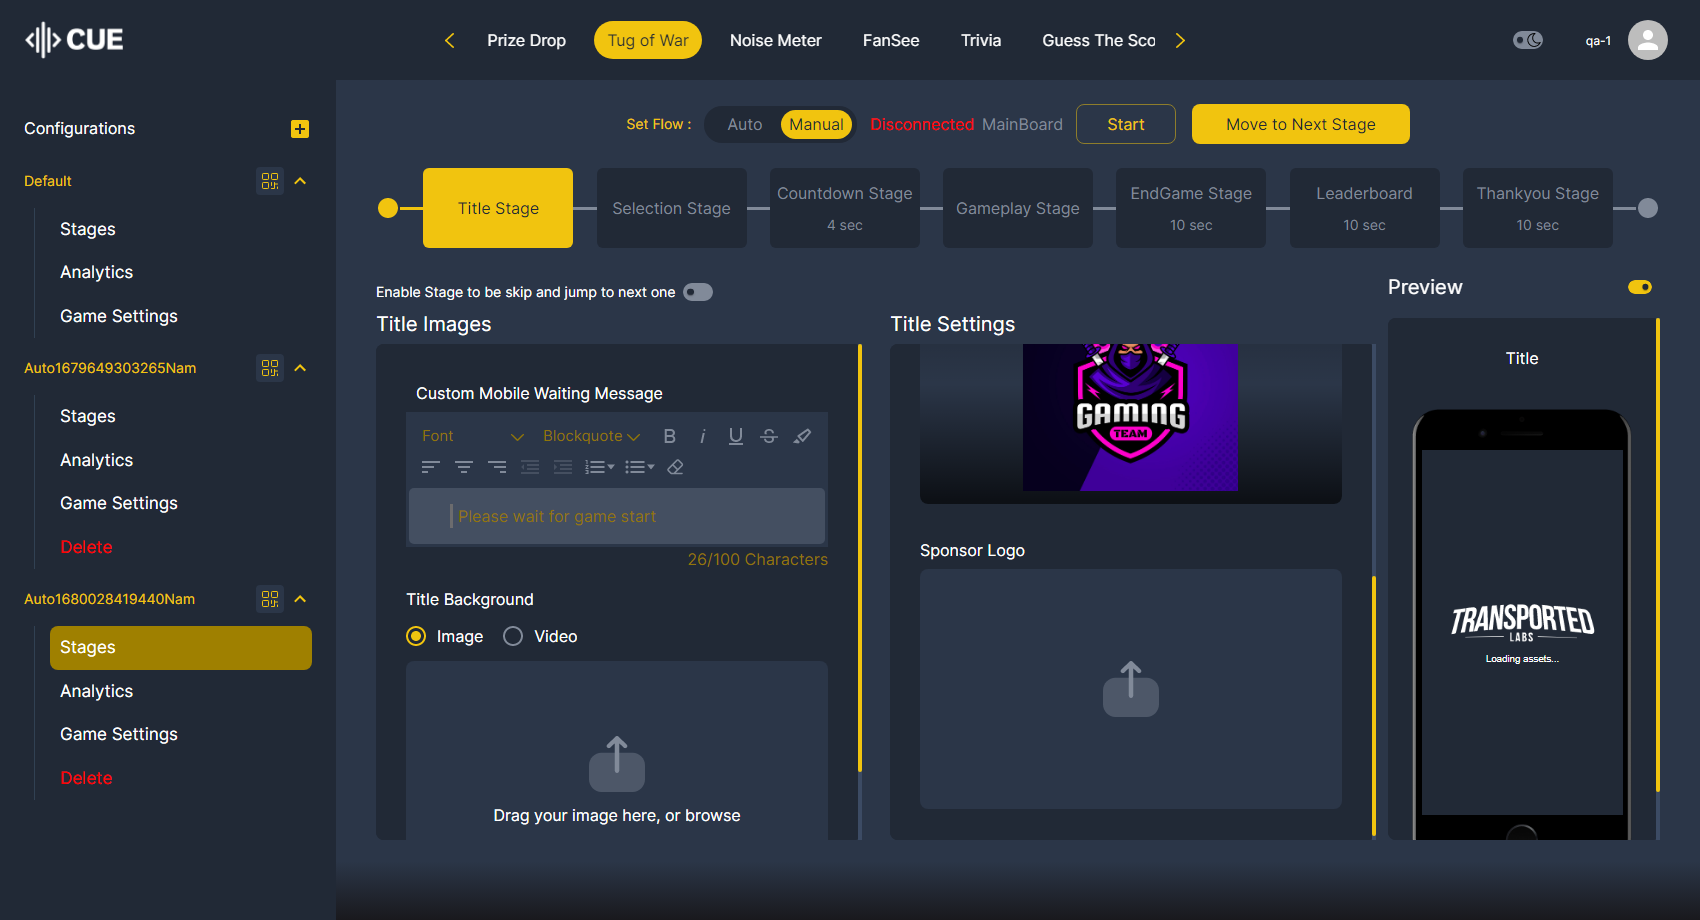 CUE
Prize Drop
Tug of War
Noise Meter
FanSee
Trivia
Guess The Sco
qa-1
Configurations
Default
Stages
Analytics
Game Settings
Auto1679649303265Nam
Stages
Analytics
Game Settings
Delete
Auto1680028419440Nam
Stages
Analytics
Game Settings
Delete
Set Flow :
Auto
Manual
Disconnected MainBoard
Start
Move to Next Stage
Title Stage
Selection Stage
Countdown Stage
4 sec
Gameplay Stage
EndGame Stage
10 sec
Leaderboard
10 sec
Thankyou Stage
10 sec
Enable Stage to be skip and jump to next one
Title Images
Custom Mobile Waiting Message
Font
Blockquote
B
i
U
S
Please wait for game start
26/100 Characters
Title Background
Image
Video
Drag your image here, or browse
Title Settings
GAMING
TEAM
Sponsor Logo
Preview
Title
TRANSPORTED
LABS
Loading assets...